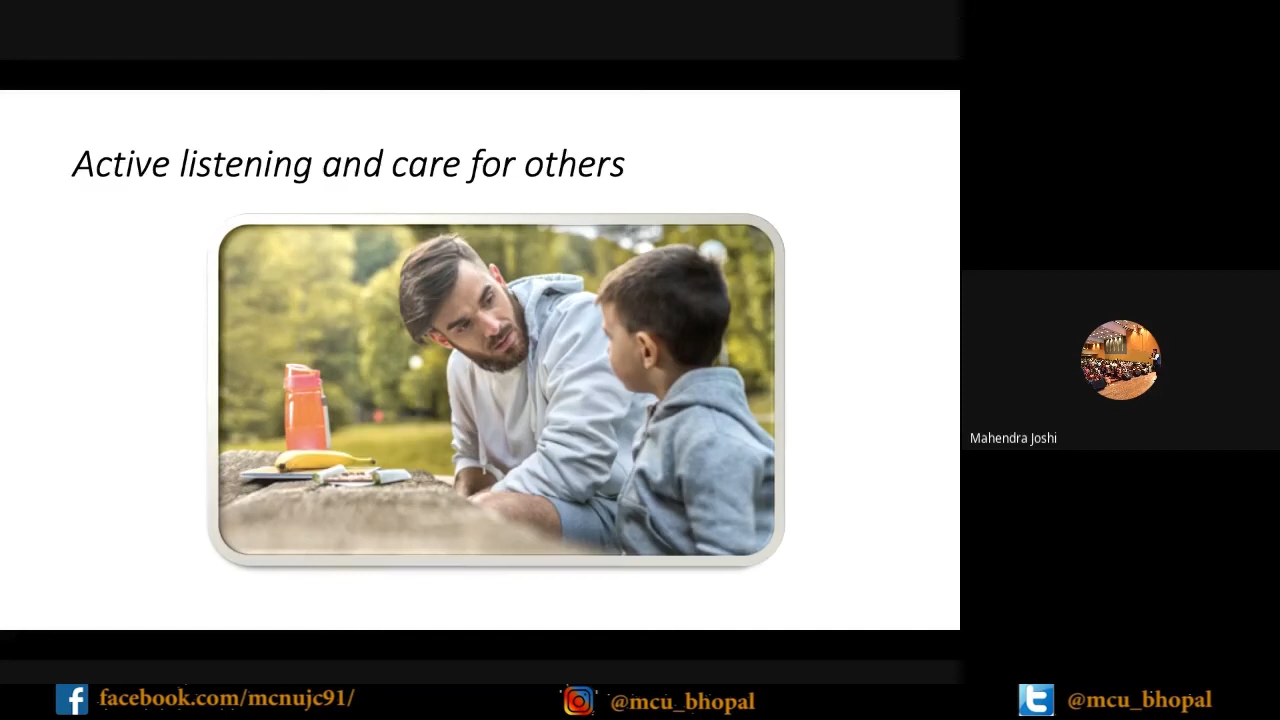 Active listening and care for others
Mahendra Joshi
facebook.com/mcnujc91/
@mcu_bhopal
@mcu_bhopal